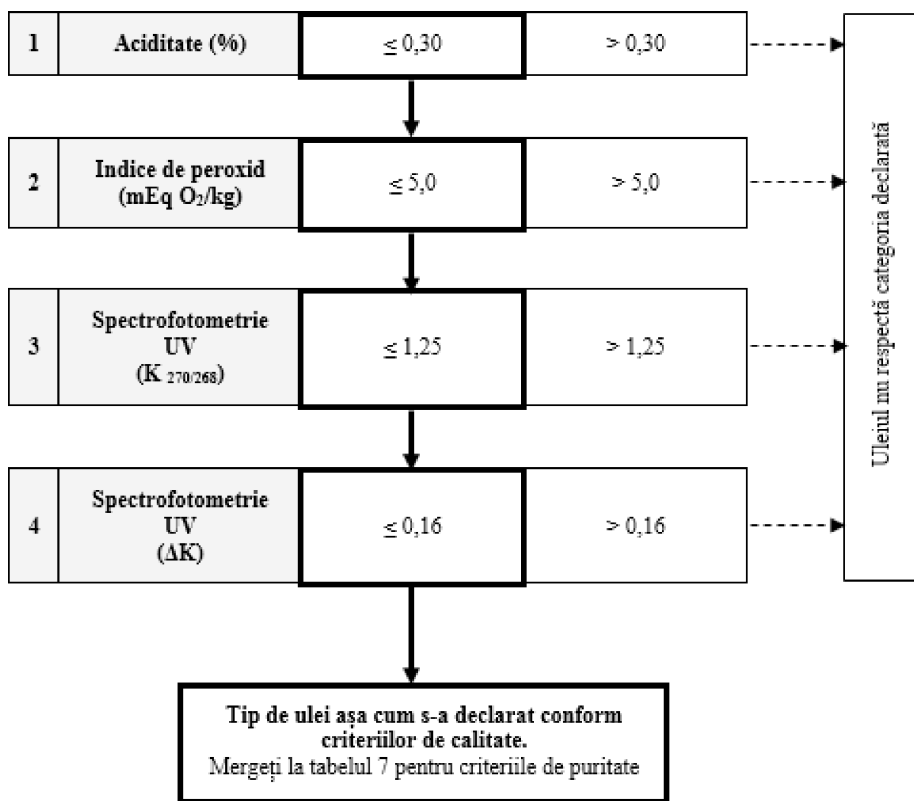 1 Aciditate (%) ≤ 0,30 > 0,30
2 Indice de peroxid
(mEq O₂/kg) ≤ 5,0 > 5,0
3 Spectrofotometrie
UV
(K 270/268) ≤ 1,25 > 1,25
4 Spectrofotometrie
UV
(ΔK) ≤ 0,16 > 0,16
Uleiul nu respectă categoria declarată
Tip de ulei așa cum s-a declarat conform
criteriilor de calitate.
Mergeți la tabelul 7 pentru criteriile de puritate